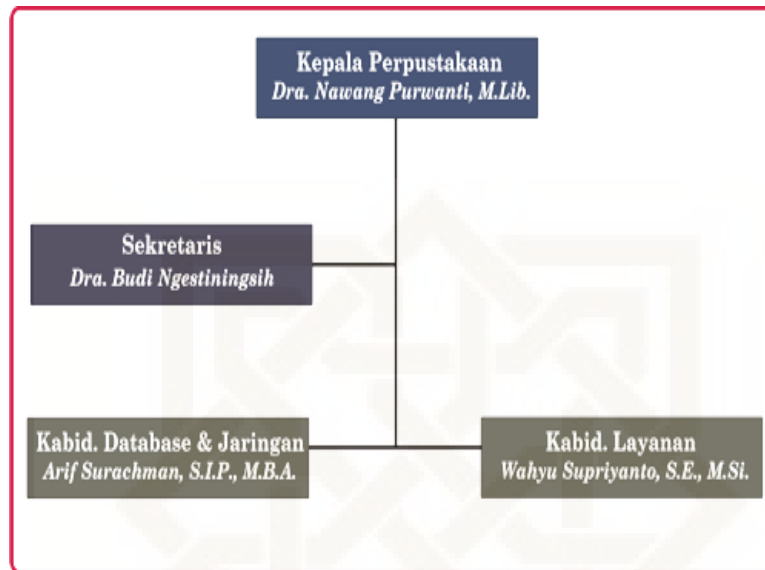 Kepala Perpustakaan
Dra. Nawang Purwanti, M.Lib.
Sekretaris
Dra. Budi Ngestiningsih
Kabid. Database & Jaringan
Arif Surachman, S.I.P., M.B.A.
Kabid. Layanan
Wahyu Supriyanto, S.E., M.Si.